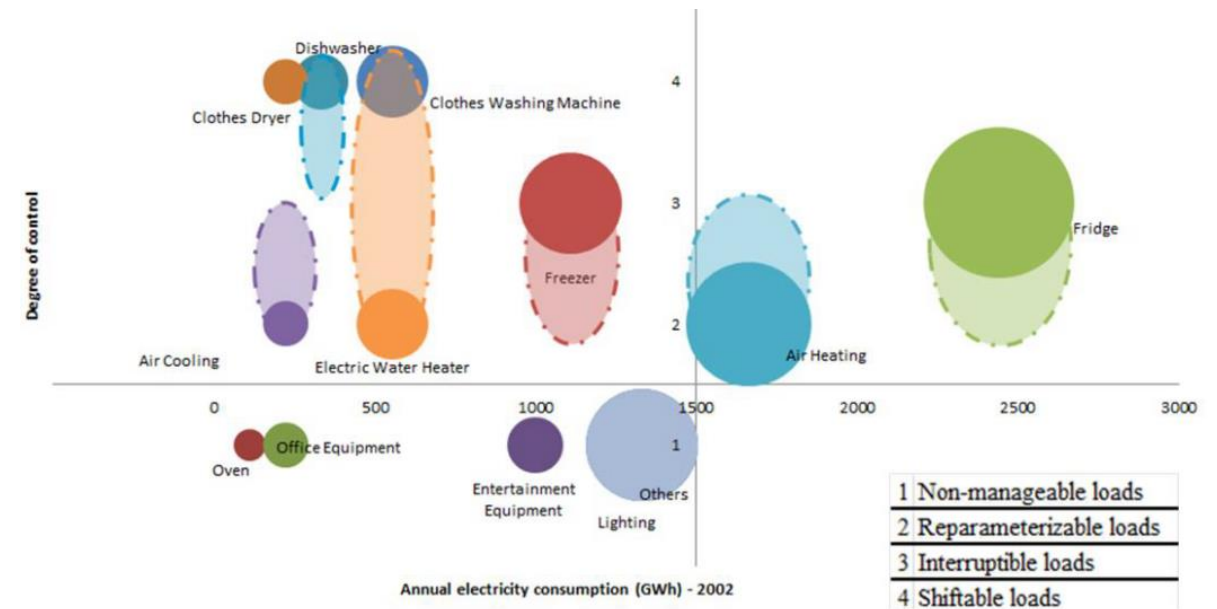 Dishwasher
4
Clothes Washing Machine
Clothes Dryer
3
Fridge
Degree of control
Freezer
2
Air Heating
Air Cooling
Electric Water Heater
0 500 1000 1500 2000 2500 3000
1
Office Equipment
Oven
Entertainment
Equipment
Others
Lighting
1 Non-manageable loads
2 Reparameterizable loads
3 Interruptible loads
4 Shiftable loads
Annual electricity consumption (GWh) - 2002